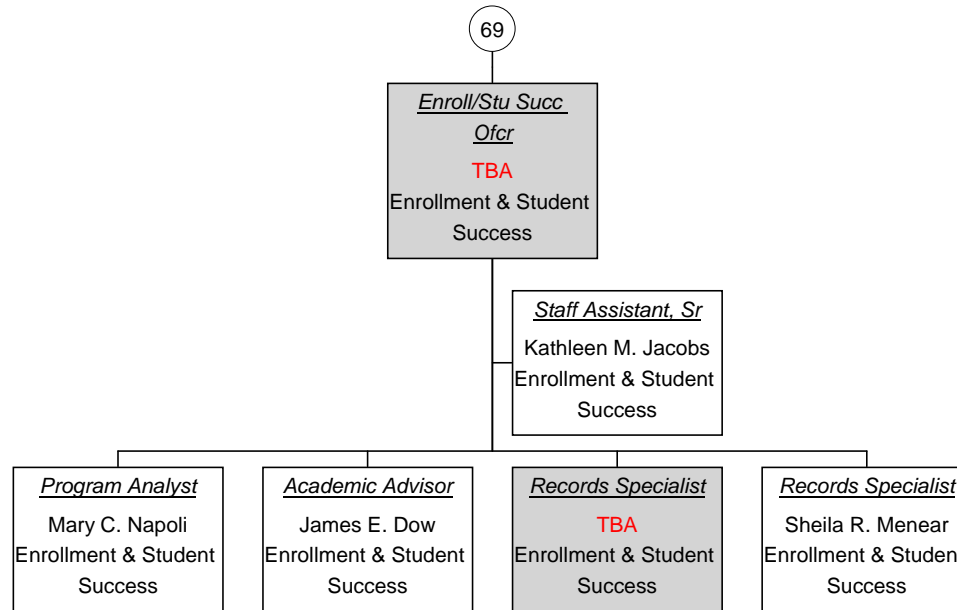 69
Enroll/Stu Succ
Ofcr
TBA
Enrollment & Student
Success
Staff Assistant, Sr
Kathleen M. Jacobs
Enrollment & Student
Success
Program Analyst
Mary C. Napoli
Enrollment & Student
Success
Academic Advisor
James E. Dow
Enrollment & Student
Success
Records Specialist
TBA
Enrollment & Student
Success
Records Specialist
Sheila R. Menear
Enrollment & Student
Success